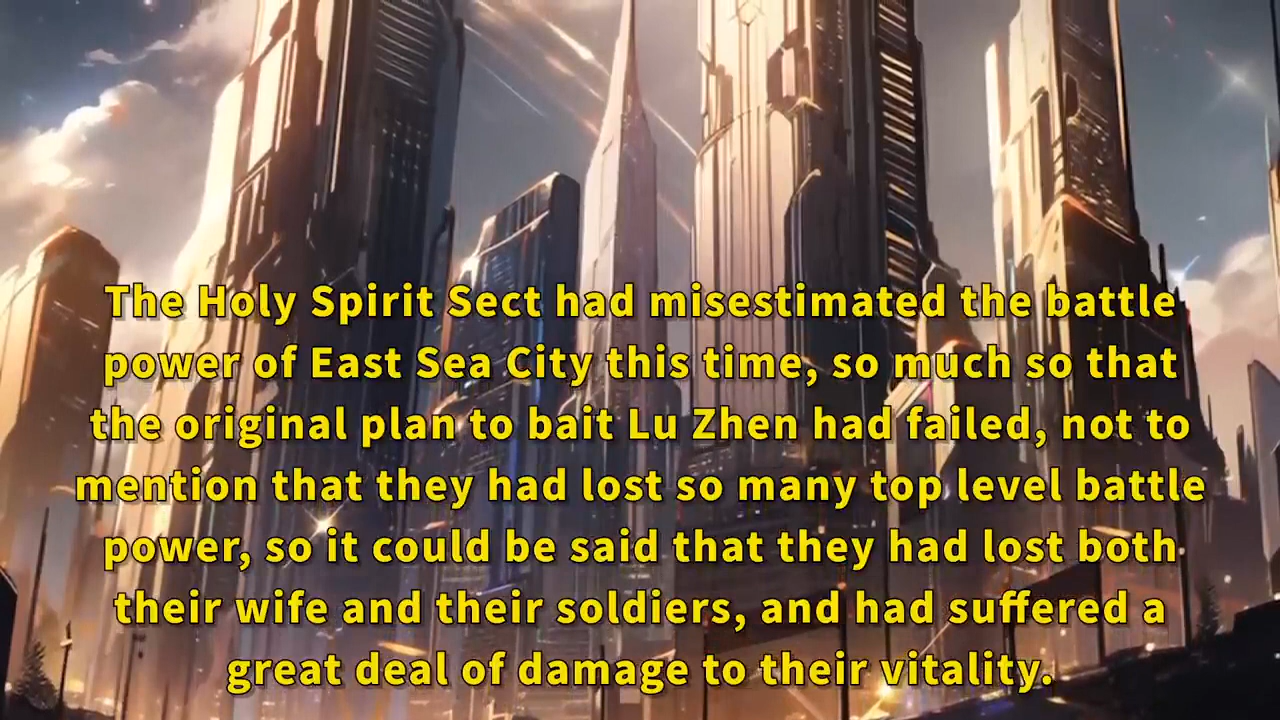 The Holy Spirit Sect had misestimated the battle
power of East Sea City this time, so much so that
the original plan to bait Lu Zhen had failed, not to
mention that they had lost so many top level battle
power, so it could be said that they had lost both
their wife and their soldiers, and had suffered a
great deal of damage to their vitality.